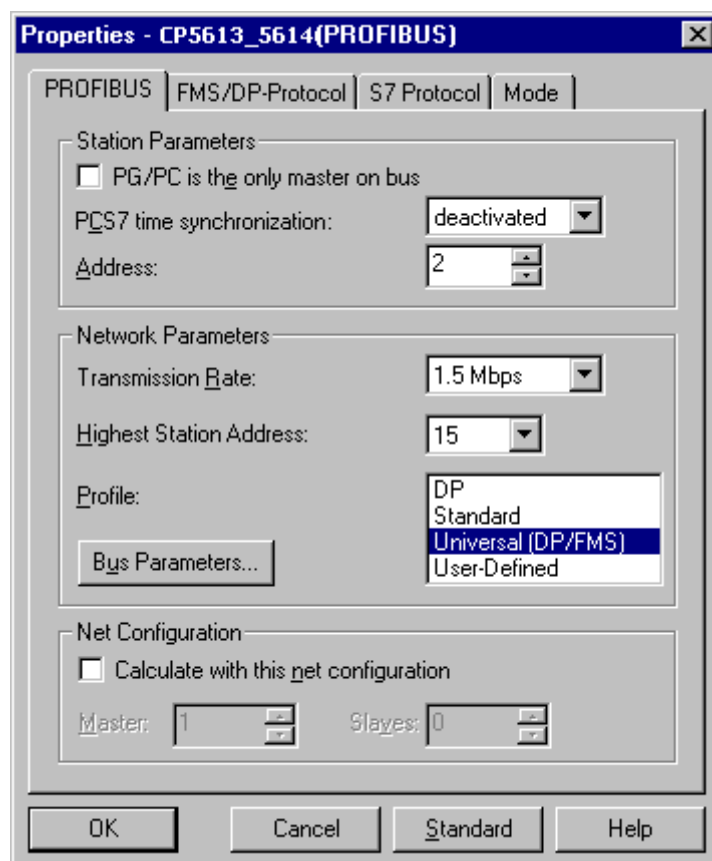 Properties - CP5613_5614(PROFIBUS)
PROFIBUS FMS/DP-Protocol S7 Protocol Mode
Station Parameters
PG/PC is the only master on bus
PCS7 time synchronization: deactivated
Address: 2
Network Parameters
Transmission Rate: 1.5 Mbps
Highest Station Address: 15
Profile: DP
Standard
Universal (DP/FMS)
Bus Parameters... User-Defined
Net Configuration
Calculate with this net configuration
Master: 1 Slaves: 0
OK Cancel Standard Help